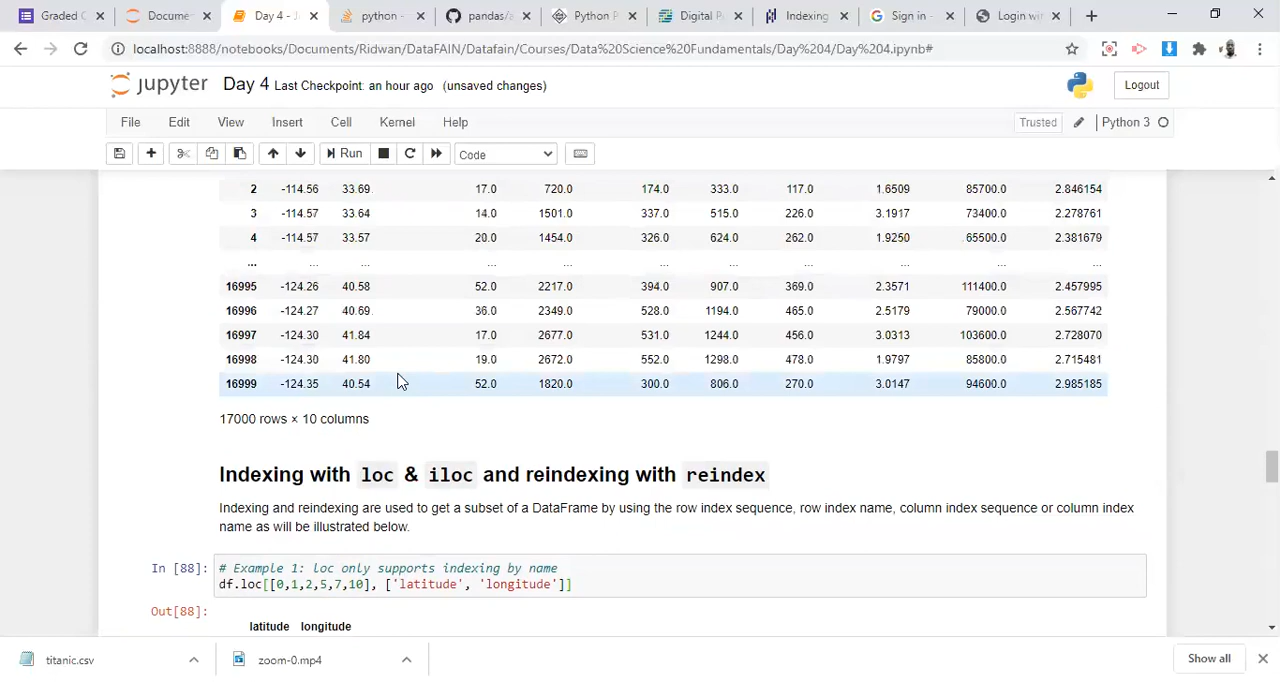 Graded C
Docume
Day 4 - J
python -
pandas/a
Python P
Digital P
Indexing
Sign in -
Login wi
localhost:8888/notebooks/Documents/Ridwan/DataFAIN/Datafain/Courses/Data%20Science%20Fundamentals/Day%204/Day%204.ipynb#
jupyter Day 4 Last Checkpoint: an hour ago (unsaved changes)
Logout
File Edit View Insert Cell Kernel Help
Trusted Python 3
Run Code
2 -114.56 33.69 17.0 720.0 174.0 333.0 117.0 1.6509 85700.0 2.846154
3 -114.57 33.64 14.0 1501.0 337.0 515.0 226.0 3.1917 73400.0 2.278761
4 -114.57 33.57 20.0 1454.0 326.0 624.0 262.0 1.9250 65500.0 2.381679
... ... ... ... ... ... ... ... ... ... ...
16995 -124.26 40.58 52.0 2217.0 394.0 907.0 369.0 2.3571 111400.0 2.457995
16996 -124.27 40.69 36.0 2349.0 528.0 1194.0 465.0 2.5179 79000.0 2.567742
16997 -124.30 41.84 17.0 2677.0 531.0 1244.0 456.0 3.0313 103600.0 2.728070
16998 -124.30 41.80 19.0 2672.0 552.0 1298.0 478.0 1.9797 85800.0 2.715481
16999 -124.35 40.54 52.0 1820.0 300.0 806.0 270.0 3.0147 94600.0 2.985185
17000 rows × 10 columns
Indexing with loc & iloc and reindexing with reindex
Indexing and reindexing are used to get a subset of a DataFrame by using the row index sequence, row index name, column index sequence or column index
name as will be illustrated below.
In [88]: # Example 1: loc only supports indexing by name
df.loc[[0,1,2,5,7,10], ['latitude', 'longitude']]
Out[88]:
latitude longitude
titanic.csv
zoom-0.mp4
Show all